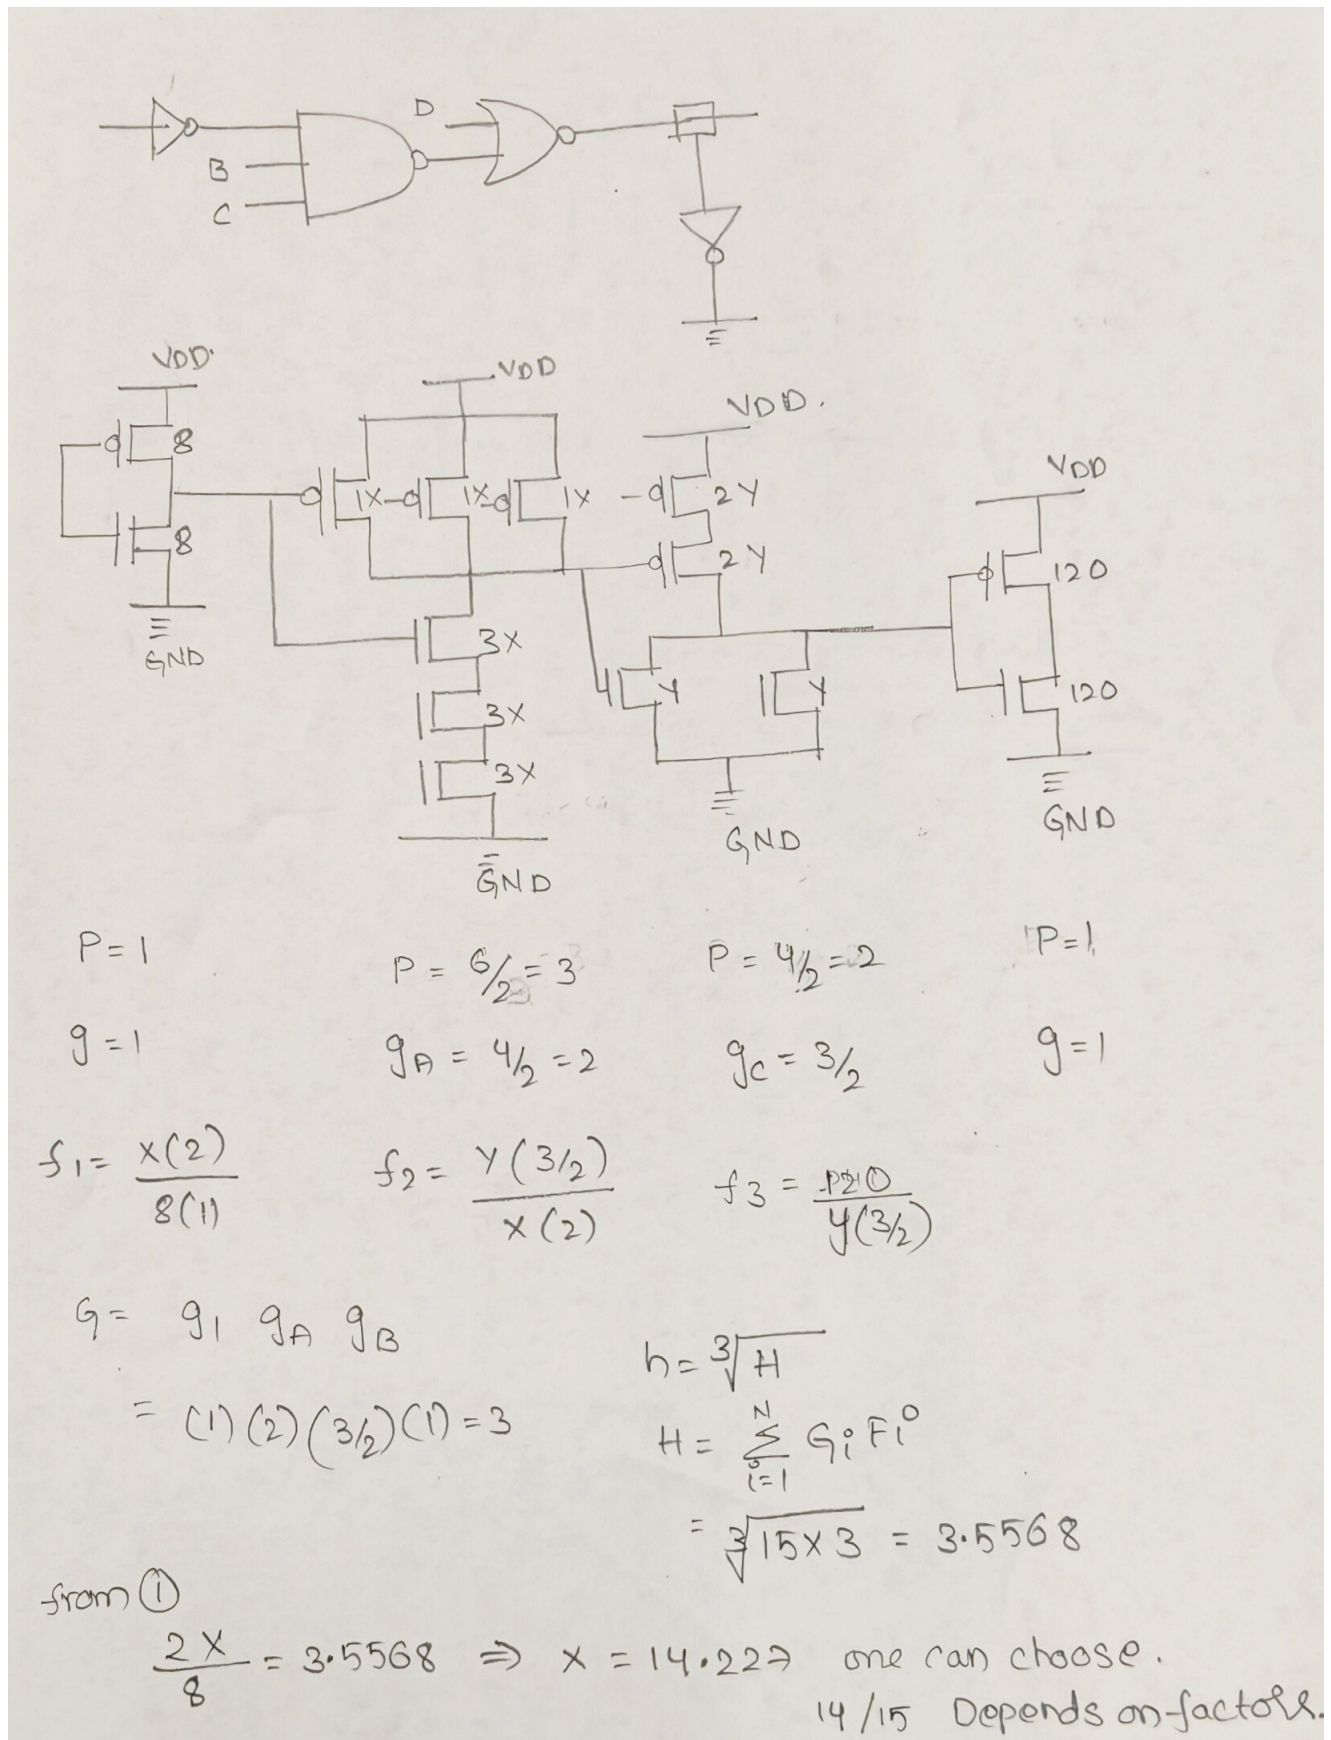 D
B
C
VDD
VDD
VDD.
VDD
8
1X
1X
1X
2Y
2Y
8
120
3X
Y
Y
120
3X
3X
GND
GND
GND
GND
P=1
P = 6/2 = 3
P = 4/2 = 2
P=1
g=1
gA = 4/2 = 2
gC = 3/2
g=1
f1 = X(2) / 8(1)
f2 = Y(3/2) / X(2)
f3 = 120 / Y(3/2)
G = g1 gA gB
= (1) (2) (3/2) (1) = 3
h = ∛H
H = N Σ i=1 Gi Fi
= ∛15×3 = 3.5568
from ①
2X / 8 = 3.5568 ⇒ X = 14.227 one can choose.
14/15 Depends on factors.